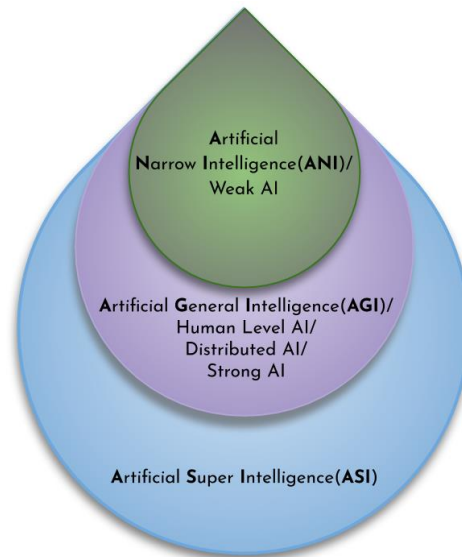 Artificial
Narrow Intelligence(ANI)/
Weak AI
Artificial General Intelligence(AGI)/
Human Level AI/
Distributed AI/
Strong AI
Artificial Super Intelligence(ASI)